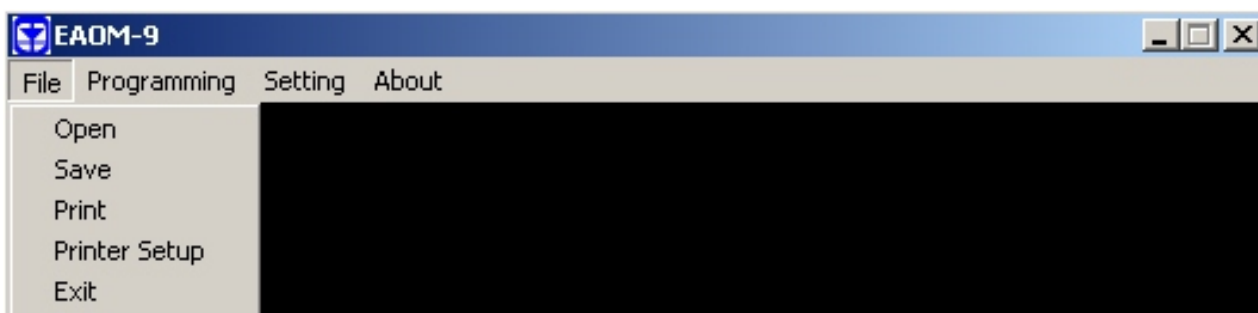 EAOM-9
File Programming Setting About
Open
Save
Print
Printer Setup
Exit